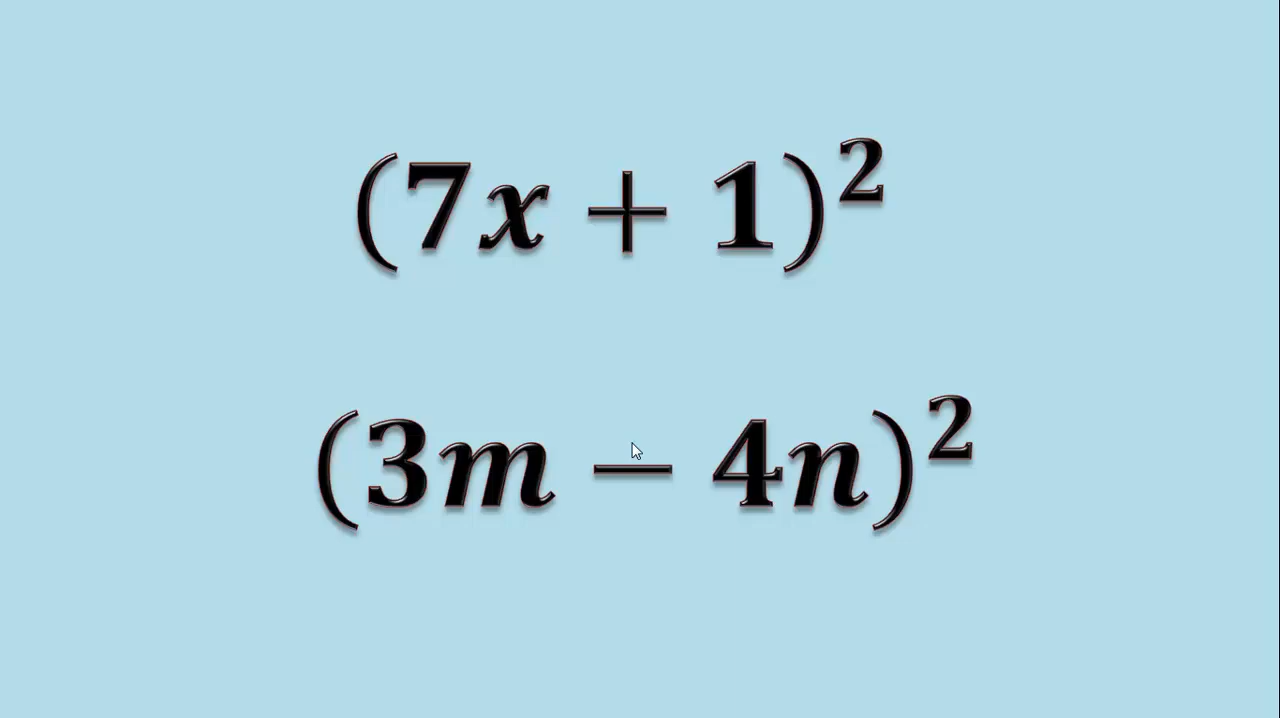 (7x + 1)²
(3m − 4n)²